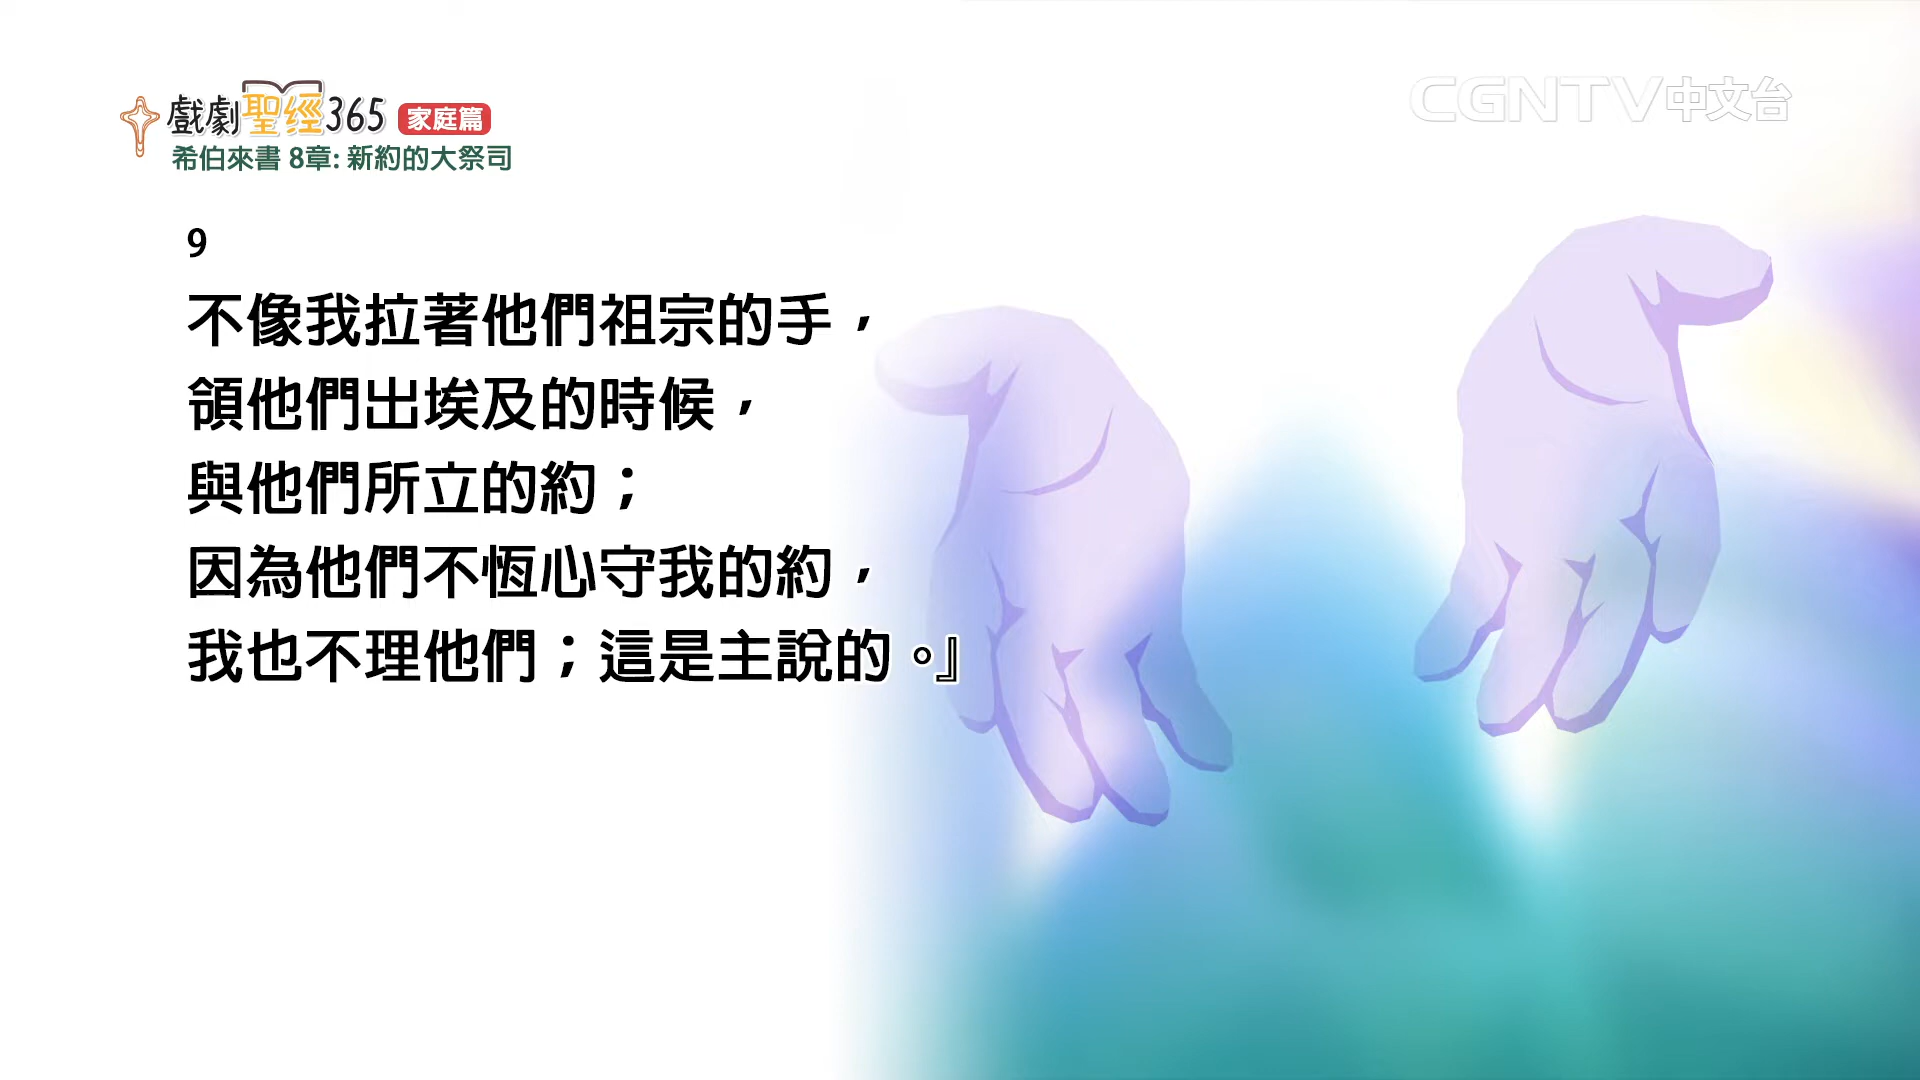 戲劇聖經365 家庭篇
希伯來書 8章: 新約的大祭司
CGNTV中文台
9
不像我拉著他們祖宗的手，
領他們出埃及的時候，
與他們所立的約；
因為他們不恆心守我的約，
我也不理他們；這是主說的。』